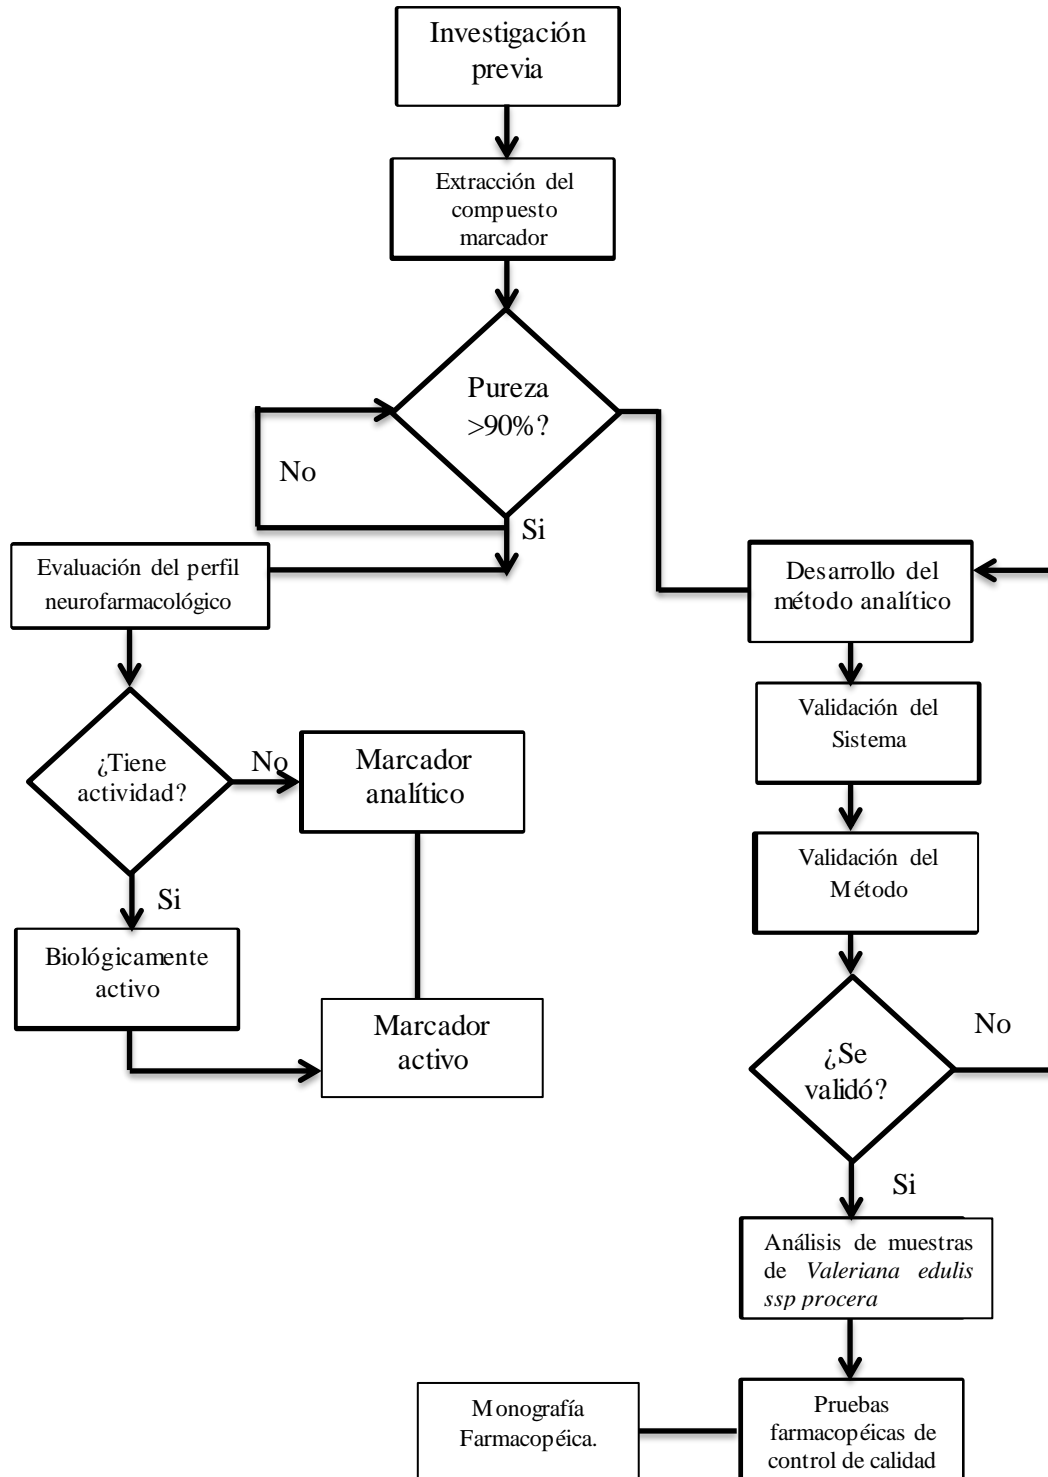 Investigación
previa
Extracción del
compuesto
marcador
Pureza
>90%?
No
Si
Evaluación del perfil
neurofarmacológico
¿Tiene
actividad?
No
Marcador
analítico
Si
Biológicamente
activo
Marcador
activo
Desarrollo del
método analítico
Validación del
Sistema
Validación del
Método
¿Se
validó?
No
Si
Análisis de muestras
de Valeriana edulis
ssp procera
Pruebas
farmacopéicas de
control de calidad
Monografía
Farmacopéica.